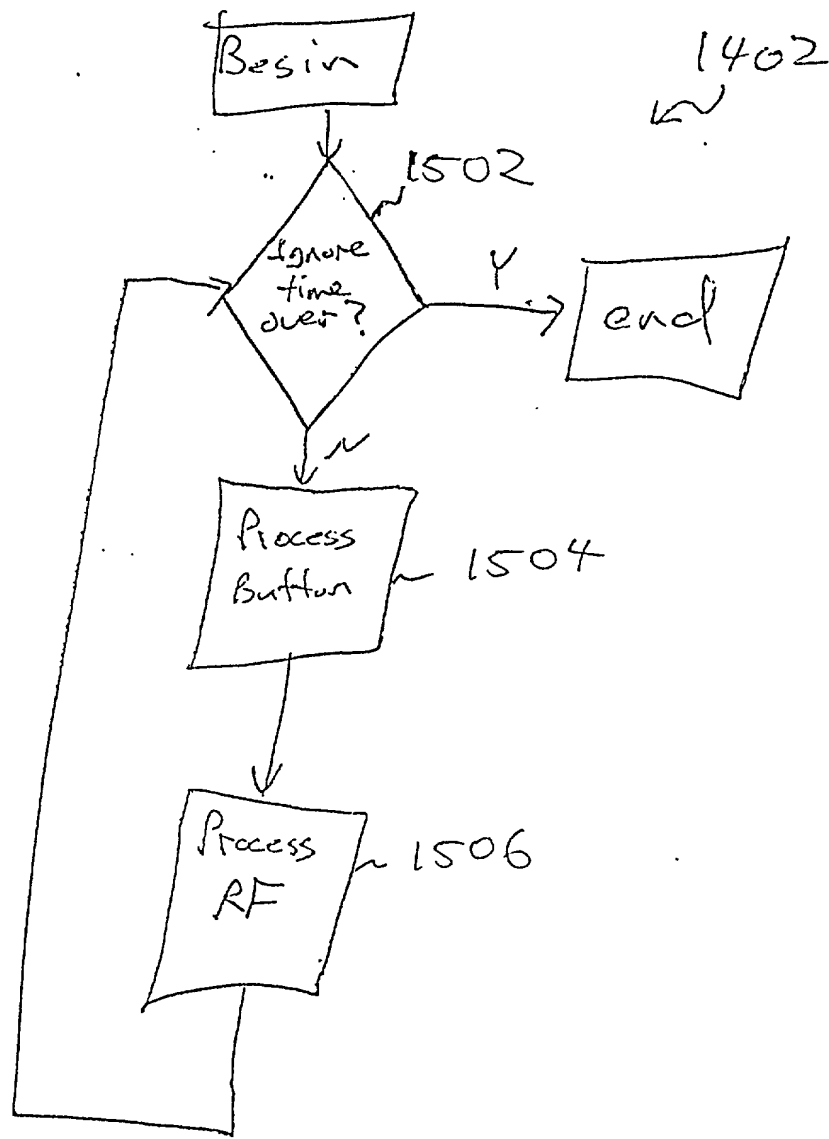 Begin
1402
1502
Ignore
time
over?
Y
end
N
Process
Button
1504
Process
RF
1506